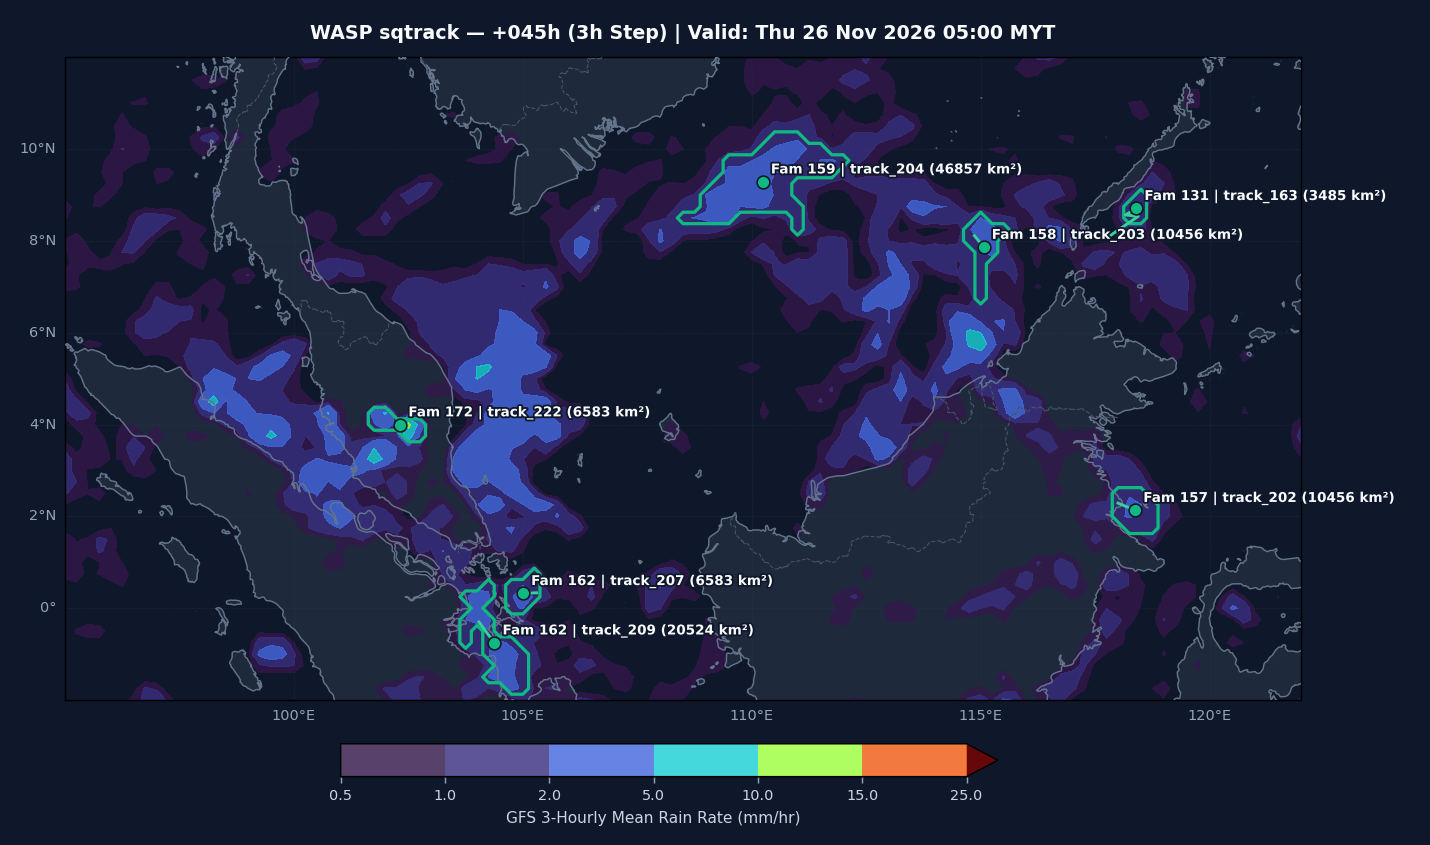 WASP sqtrack — +045h (3h Step) | Valid: Thu 26 Nov 2026 05:00 MYT
10°N
8°N
6°N
4°N
2°N
0°
Fam 159 | track_204 (46857 km²)
Fam 131 | track_163 (3485 km²)
Fam 158 | track_203 (10456 km²)
Fam 172 | track_222 (6583 km²)
Fam 157 | track_202 (10456 km²)
Fam 162 | track_207 (6583 km²)
Fam 162 | track_209 (20524 km²)
100°E 105°E 110°E 115°E 120°E
0.5 1.0 2.0 5.0 10.0 15.0 25.0
GFS 3-Hourly Mean Rain Rate (mm/hr)